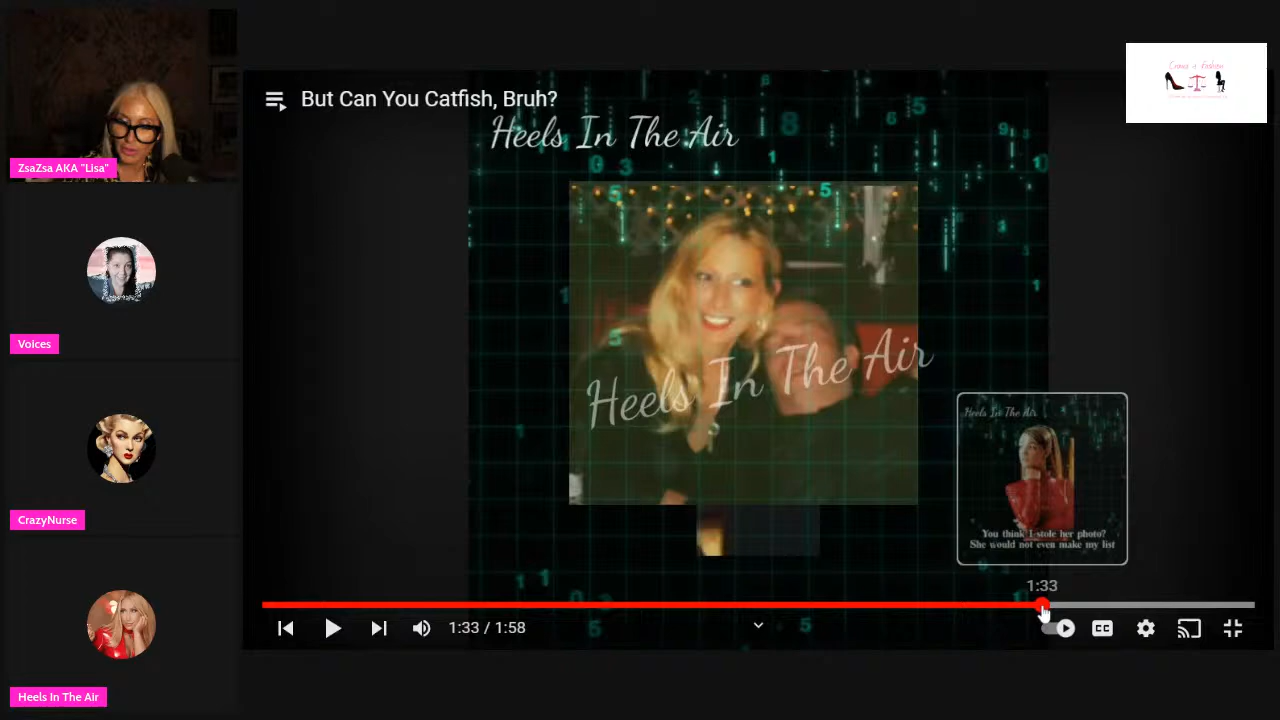 But Can You Catfish, Bruh?
Heels In The Air
Heels In The Air
Heels In The Air
You think I stole her photo?
She would not even make my list
1:33
1:33 / 1:58
CC
ZsaZsa AKA "Lisa"
Voices
CrazyNurse
Heels In The Air